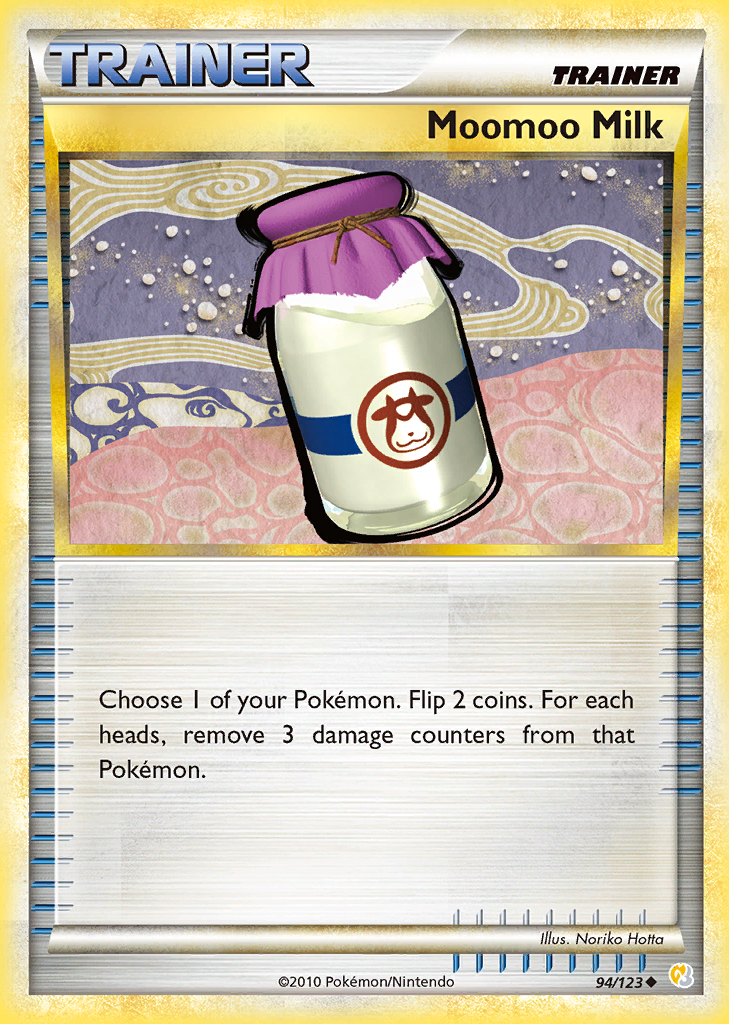 TRAINER
TRAINER
Moomoo Milk
Choose 1 of your Pokémon. Flip 2 coins. For each
heads, remove 3 damage counters from that
Pokémon.
Illus. Noriko Hotta
©2010 Pokémon/Nintendo
94/123